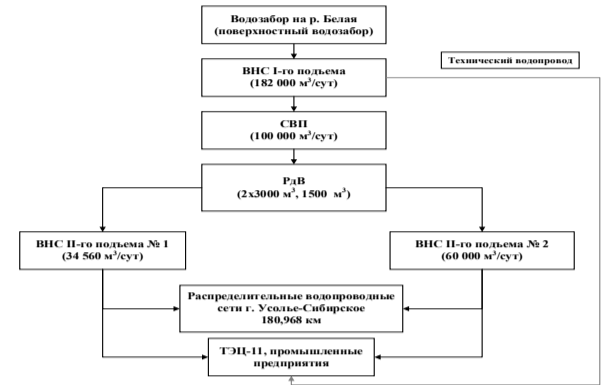 Водозабор на р. Белая
(поверхностный водозабор)
Технический водопровод
ВНС I-го подъема
(182 000 м³/сут)
СВП
(100 000 м³/сут)
РдВ
(2х3000 м³, 1500 м³)
ВНС II-го подъема № 1
(34 560 м³/сут)
ВНС II-го подъема № 2
(60 000 м³/сут)
Распределительные водопроводные
сети г. Усолье-Сибирское
180,968 км
ТЭЦ-11, промышленные
предприятия